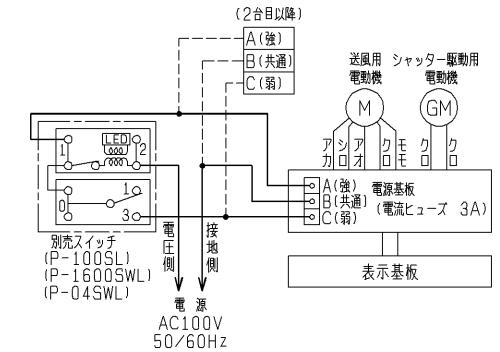 (2台目以降)
A(強)
B(共通)
C(弱)
送風用
電動機
シャッター駆動用
電動機
M
GM
アカ
シロ
アオ
クロ
モモ
クロ
クロ
LED
1
2
0
1
3
A(強)
B(共通)
C(弱)
電源基板
(電流ヒューズ 3A)
表示基板
別売スイッチ
(P-100SL)
(P-1600SWL)
(P-04SWL)
電圧側
接地側
電源
AC100V
50/60Hz